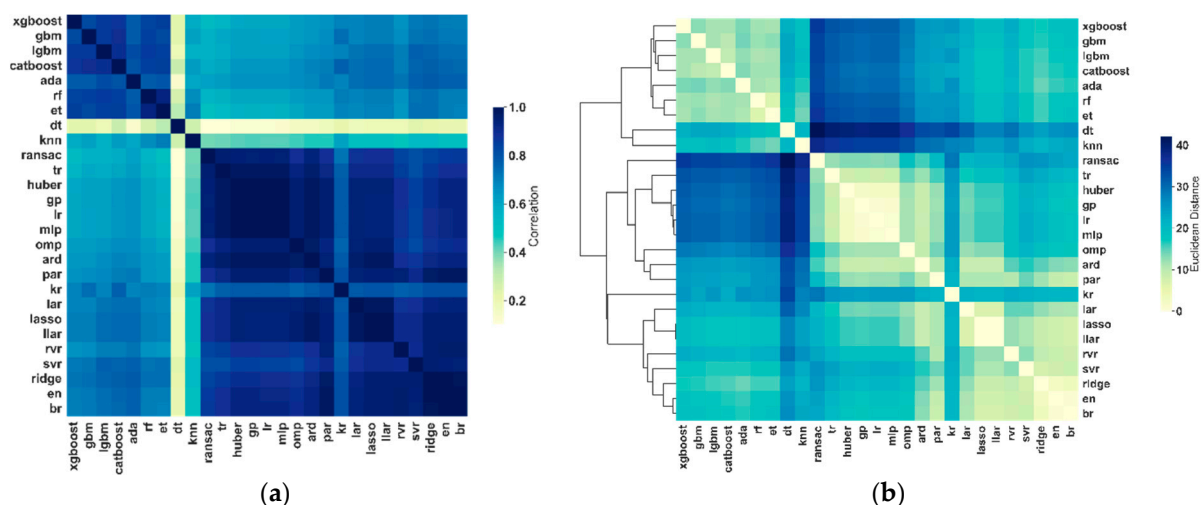 xgboost
gbm
lgbm
catboost
ada
rf
et
dt
knn
ransac
tr
huber
gp
lr
mlp
omp
ard
par
kr
lar
lasso
llar
rvr
svr
ridge
en
br
xgboost gbm lgbm catboost ada rf et dt knn ransac tr huber gp lr mlp omp ard par kr lar lasso llar rvr svr ridge en br
1.0
0.8
0.6
0.4
0.2
Correlation
(a)
xgboost
gbm
lgbm
catboost
ada
rf
et
dt
knn
ransac
tr
huber
gp
lr
mlp
omp
ard
par
kr
lar
lasso
llar
rvr
svr
ridge
en
br
xgboost gbm lgbm catboost ada rf et dt knn ransac tr huber gp lr mlp omp ard par kr lar lasso llar rvr svr ridge en br
40
30
20
10
0
Euclidean Distance
(b)